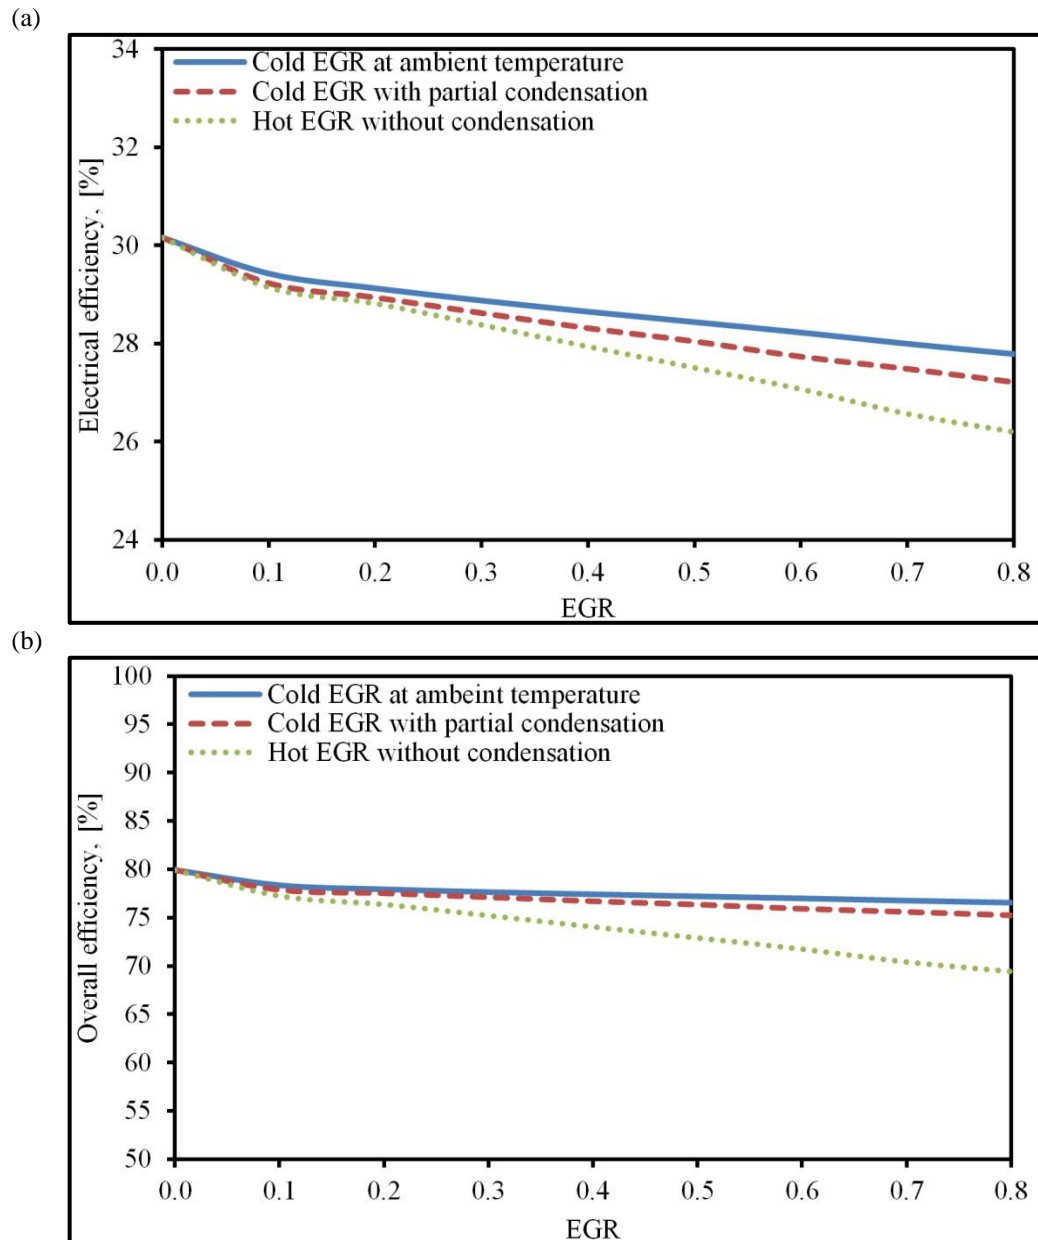 (a)
34
32
30
28
26
24
Electrical efficiency, [%]
Cold EGR at ambient temperature
Cold EGR with partial condensation
Hot EGR without condensation
0.0 0.1 0.2 0.3 0.4 0.5 0.6 0.7 0.8
EGR
(b)
100
95
90
85
80
75
70
65
60
55
50
Overall efficiency, [%]
Cold EGR at ambeint temperature
Cold EGR with partial condensation
Hot EGR without condensation
0.0 0.1 0.2 0.3 0.4 0.5 0.6 0.7 0.8
EGR